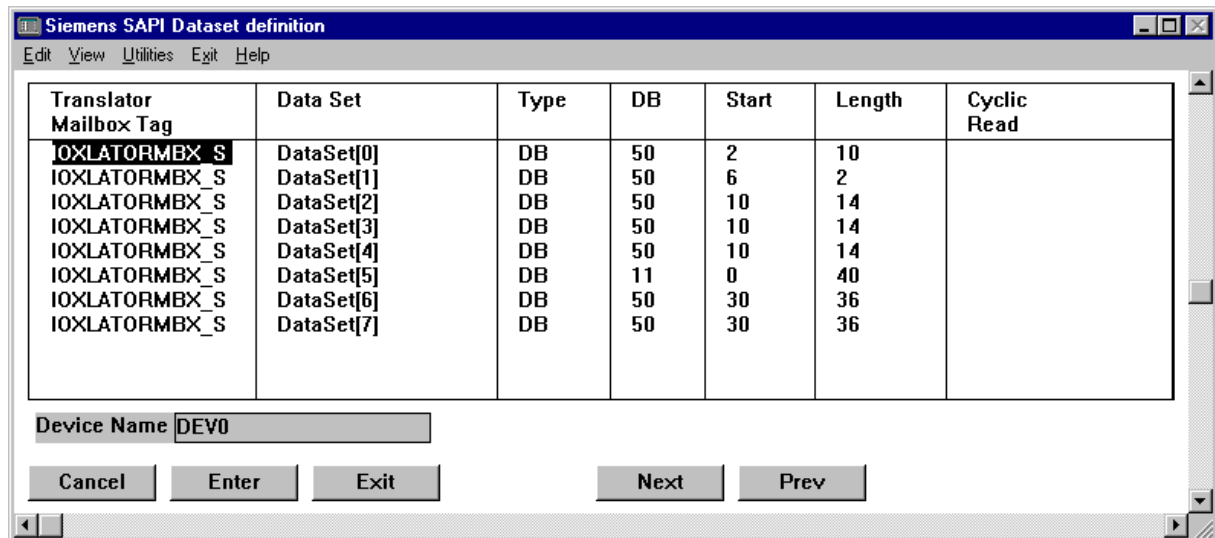 Siemens SAPI Dataset definition
Edit View Utilities Exit Help
Translator Mailbox Tag Data Set Type DB Start Length Cyclic Read
IOXLATORMBX_S DataSet[0] DB 50 2 10
IOXLATORMBX_S DataSet[1] DB 50 6 2
IOXLATORMBX_S DataSet[2] DB 50 10 14
IOXLATORMBX_S DataSet[3] DB 50 10 14
IOXLATORMBX_S DataSet[4] DB 50 10 14
IOXLATORMBX_S DataSet[5] DB 11 0 40
IOXLATORMBX_S DataSet[6] DB 50 30 36
IOXLATORMBX_S DataSet[7] DB 50 30 36
Device Name DEV0
Cancel Enter Exit Next Prev